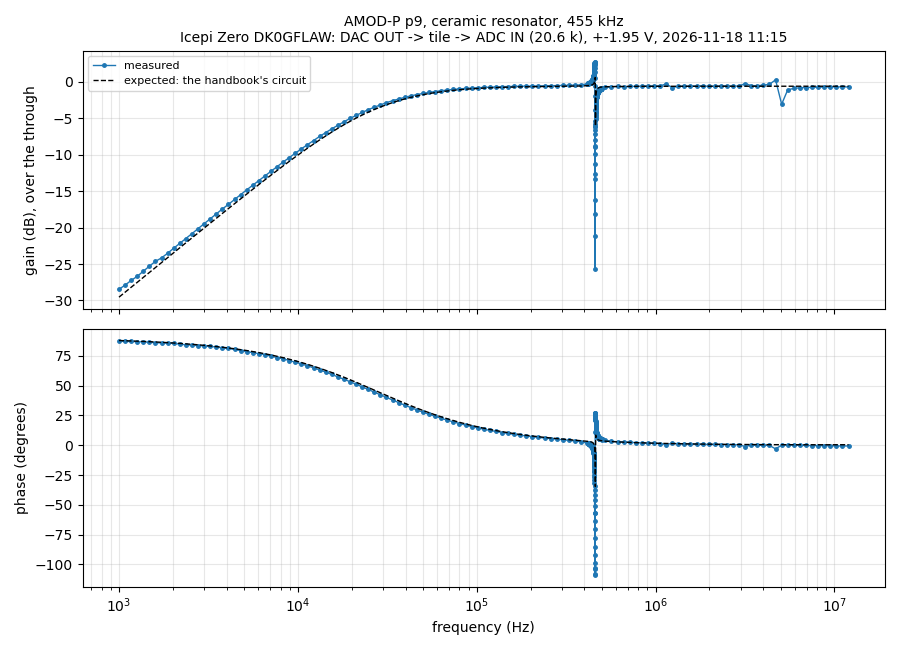 AMOD-P p9, ceramic resonator, 455 kHz
Icepi Zero DK0GFLAW: DAC OUT -> tile -> ADC IN (20.6 k), +-1.95 V, 2026-11-18 11:15
measured
expected: the handbook's circuit
gain (dB), over the through
0
−5
−10
−15
−20
−25
−30
phase (degrees)
75
50
25
0
−25
−50
−75
−100
10³
10⁴
10⁵
10⁶
10⁷
frequency (Hz)